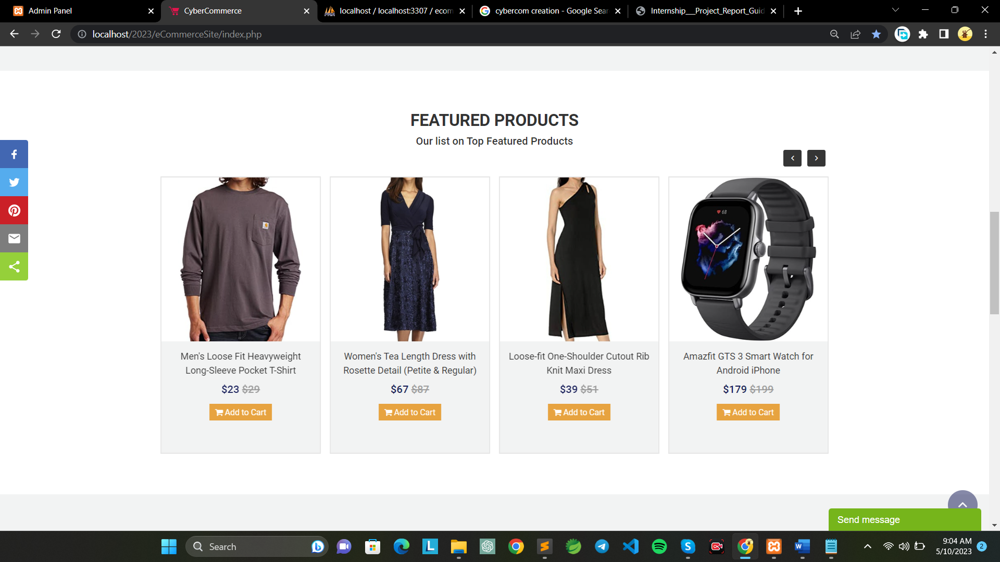 Admin Panel
CyberCommerce
localhost / localhost:3307 / ecom
cybercom creation - Google Sear
Internship___Project_Report_Guid
localhost/2023/eCommerceSite/index.php
FEATURED PRODUCTS
Our list on Top Featured Products
68
Men's Loose Fit Heavyweight
Long-Sleeve Pocket T-Shirt
$23 $29
Add to Cart
Women's Tea Length Dress with
Rosette Detail (Petite & Regular)
$67 $87
Add to Cart
Loose-fit One-Shoulder Cutout Rib
Knit Maxi Dress
$39 $51
Add to Cart
Amazfit GTS 3 Smart Watch for
Android iPhone
$179 $199
Add to Cart
Send message
Search
9:04 AM
5/10/2023
2